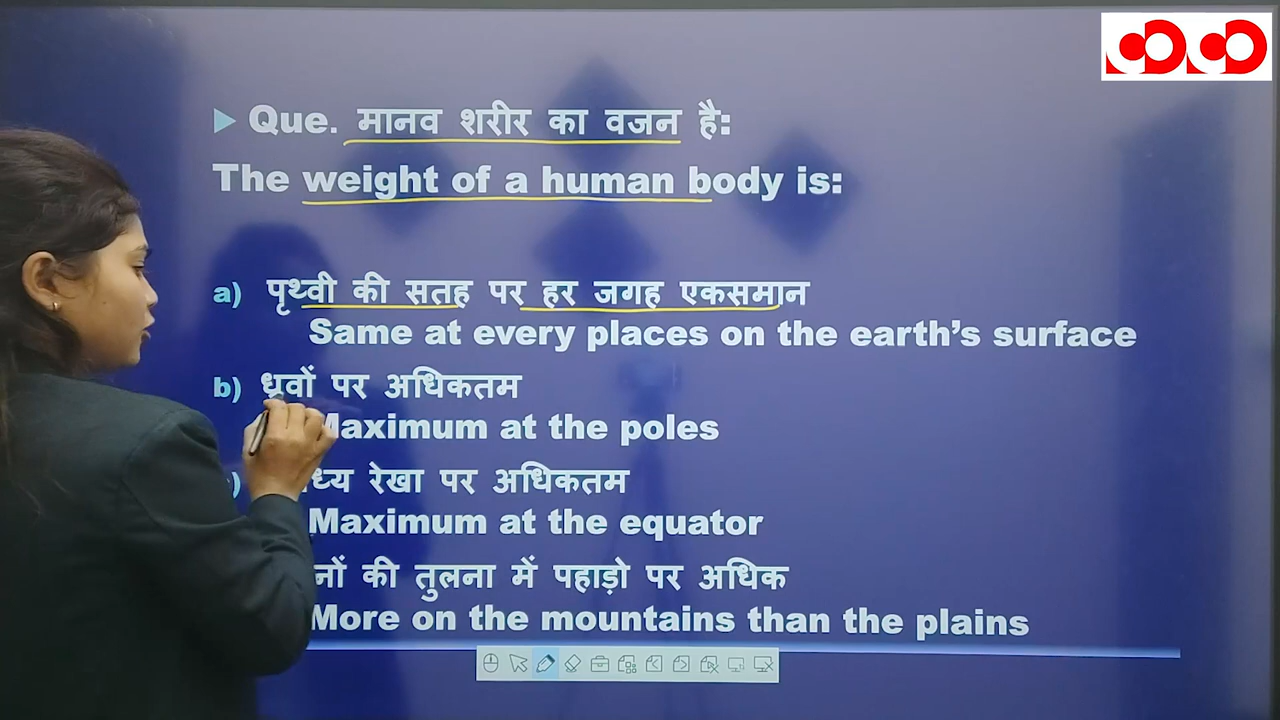 Que. मानव शरीर का वजन है:
The weight of a human body is:
a) पृथ्वी की सतह पर हर जगह एकसमान
Same at every places on the earth’s surface
b) ध्रुवों पर अधिकतम
Maximum at the poles
रेखा पर अधिकतम
Maximum at the equator
की तुलना में पहाड़ो पर अधिक
More on the mountains than the plains